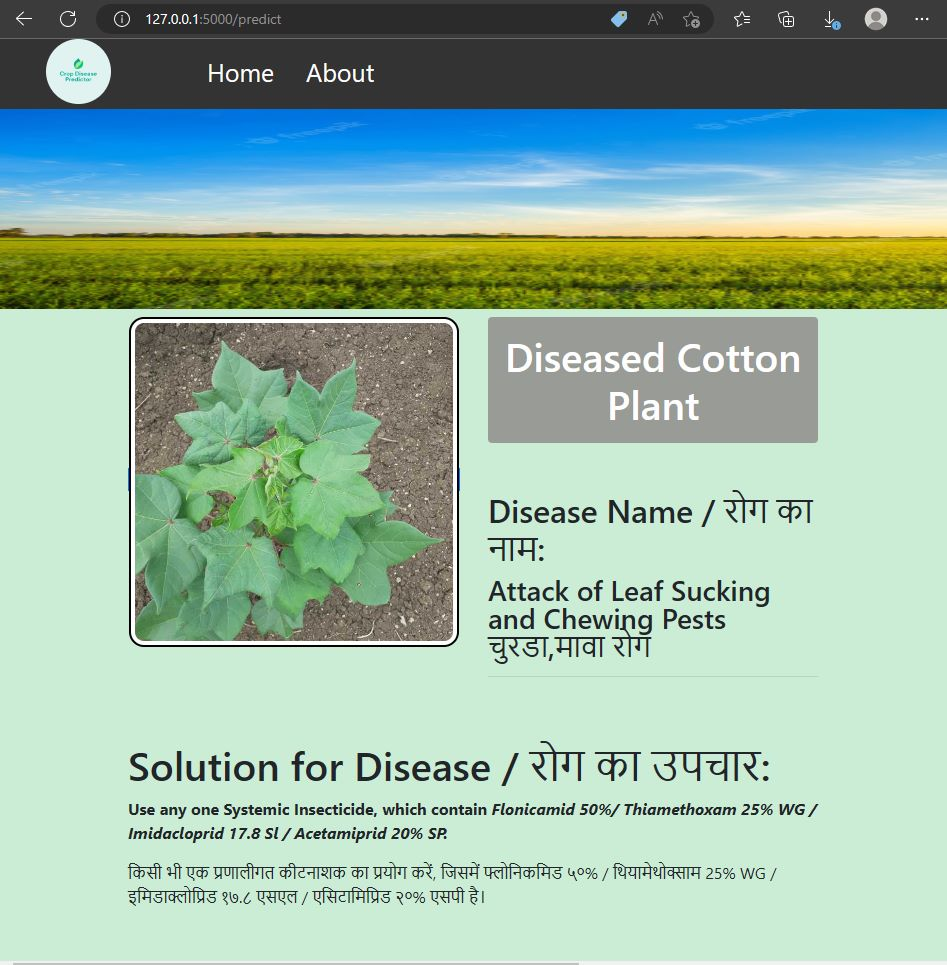 127.0.0.1:5000/predict
Crop Disease
Predictor
Home About
Diseased Cotton
Plant
Disease Name / रोग का
नाम:
Attack of Leaf Sucking
and Chewing Pests
चुरडा,मावा रोग
Solution for Disease / रोग का उपचार:
Use any one Systemic Insecticide, which contain Flonicamid 50%/ Thiamethoxam 25% WG /
Imidacloprid 17.8 Sl / Acetamiprid 20% SP.
किसी भी एक प्रणालीगत कीटनाशक का प्रयोग करें, जिसमें फ्लोनिकमिड ५०% / थियामेथोक्साम 25% WG /
इमिडाक्लोप्रिड १७.८ एसएल / एसिटामिप्रिड २०% एसपी है।